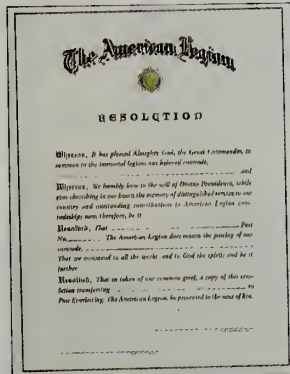 The American Legion
RESOLUTION
Whereas, It has pleased Almighty God, the Great Commander, to
summon to the immortal legions our beloved comrade,
and
Whereas, We humbly bow to the will of Divine Providence, while
ever cherishing in our hearts the memory of distinguished service to our
country and outstanding contributions to American Legion com-
radeship; now, therefore, be it
Resolved, That Post
No. The American Legion does mourn the passing of our
comrade,
That we commend to all the world and to God the spirit; and be it
further
Resolved, That in token of our common grief, a copy of this reso-
lution transferring to
Post Everlasting, The American Legion, be presented to the next of kin.